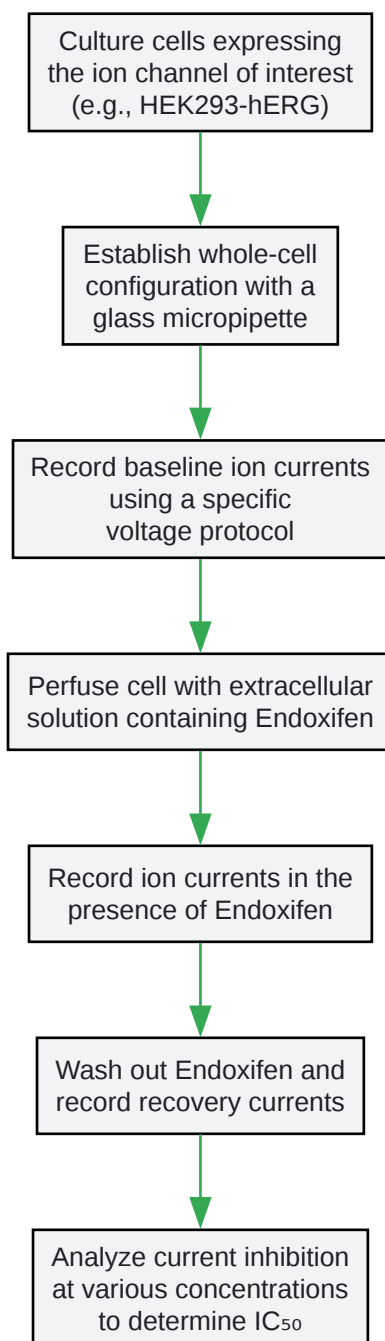 Culture cells expressing
the ion channel of interest
(e.g., HEK293-hERG)
Establish whole-cell
configuration with a
glass micropipette
Record baseline ion currents
using a specific
voltage protocol
Perfuse cell with extracellular
solution containing Endoxifen
Record ion currents in the
presence of Endoxifen
Wash out Endoxifen and
record recovery currents
Analyze current inhibition
at various concentrations
to determine IC₅₀